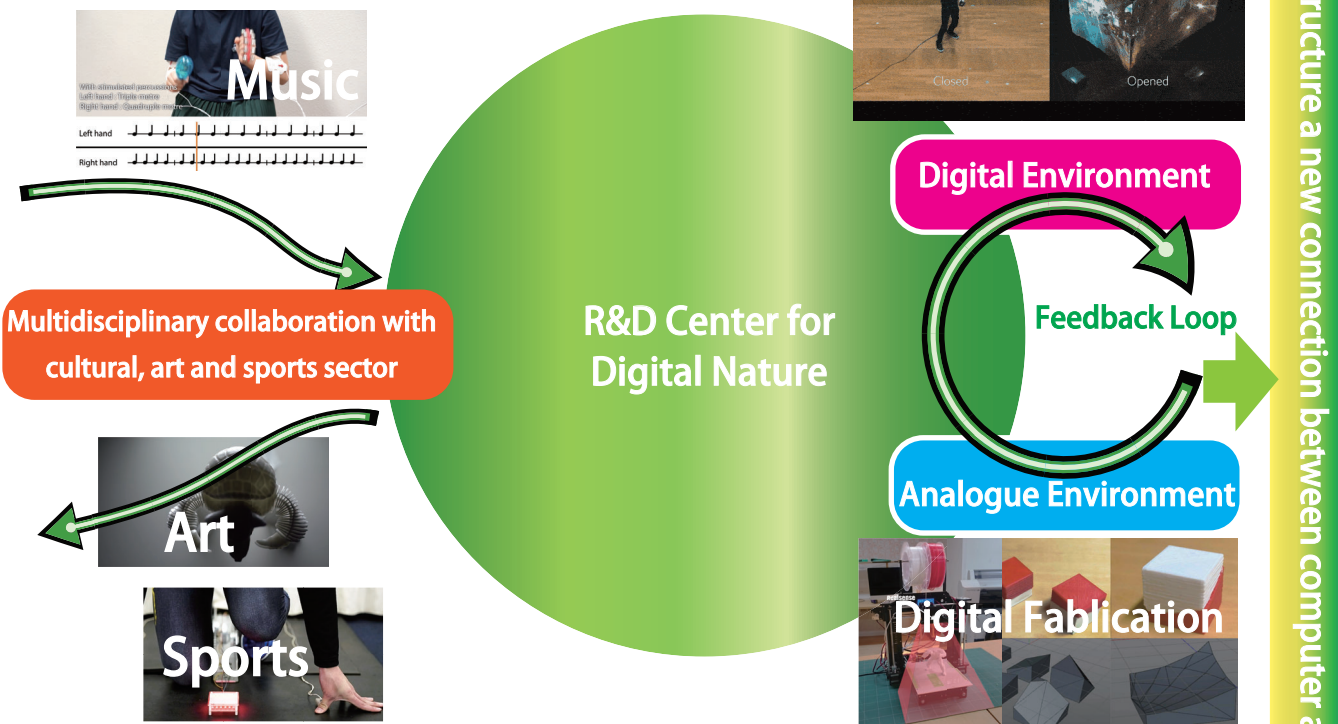 Music
With stimulated percussion
Left hand : Triple metre
Right hand : Quadruple metre
Left hand
Right hand
Multidisciplinary collaboration with
cultural, art and sports sector
Art
Sports
R&D Center for
Digital Nature
Closed
Opened
Digital Environment
Feedback Loop
Analogue Environment
Digital Fablication
ructure a new connection between computer a